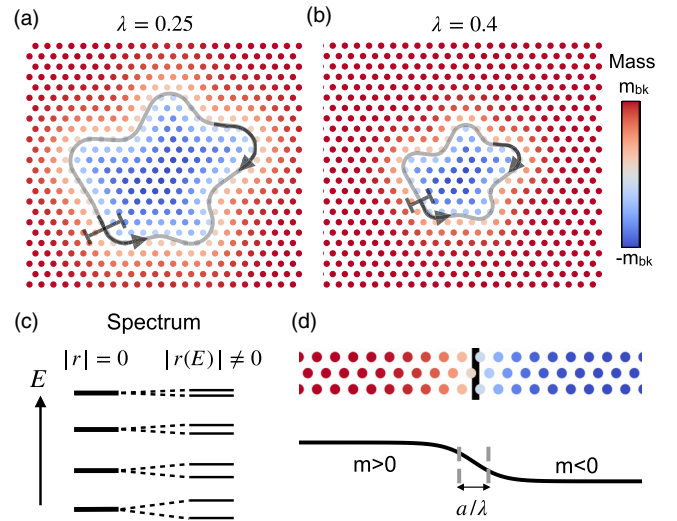 (a)
λ = 0.25
(b)
λ = 0.4
Mass
m_bk
-m_bk
(c)
Spectrum
|r| = 0
|r(E)| ≠ 0
E
(d)
m>0
m<0
a/λ